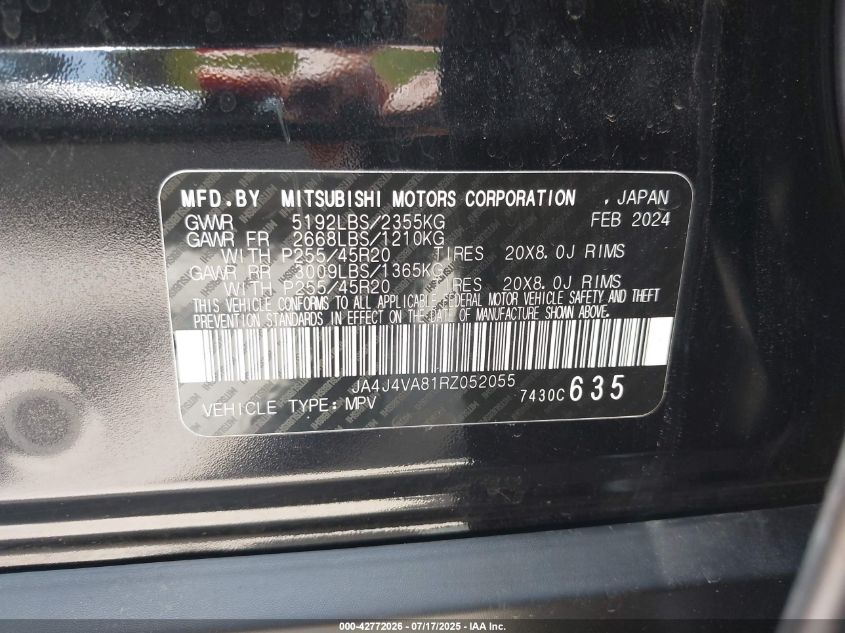 MFD.BY MITSUBISHI MOTORS CORPORATION , JAPAN
GVWR 5192LBS/2355KG FEB 2024
GAWR FR 2668LBS/1210KG
WITH P255/45R20 TIRES 20X8.0J RIMS
GAWR RR 3009LBS/1365KG
WITH P255/45R20 TIRES 20X8.0J RIMS
THIS VEHICLE CONFORMS TO ALL APPLICABLE FEDERAL MOTOR VEHICLE SAFETY AND THEFT
PREVENTION STANDARDS IN EFFECT ON THE DATE OF MANUFACTURE SHOWN ABOVE.
JA4J4VA81RZ052055
VEHICLE TYPE: MPV 7430C 635
000-42772026 - 07/17/2025 - IAA Inc.